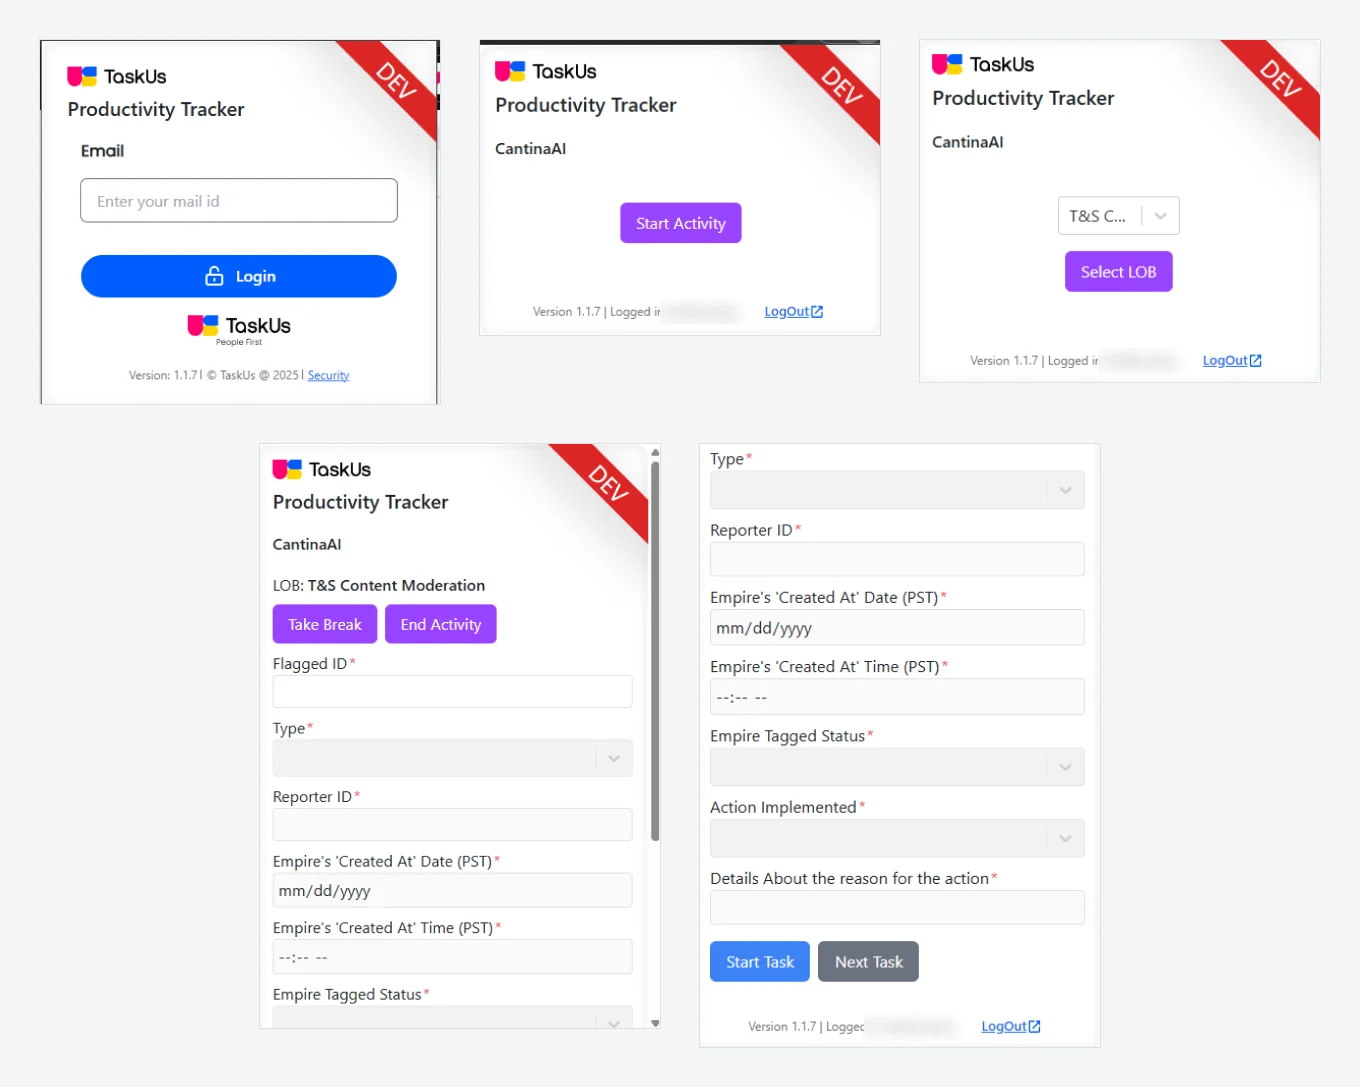 TaskUs
DEV
Productivity Tracker
Email
Enter your mail id
Login
TaskUs
People First
Version: 1.1.7 | © TaskUs @ 2025 | Security
TaskUs
DEV
Productivity Tracker
CantinaAI
Start Activity
Version 1.1.7 | Logged in
LogOut
TaskUs
DEV
Productivity Tracker
CantinaAI
T&S C...
Select LOB
Version 1.1.7 | Logged in
LogOut
TaskUs
DEV
Productivity Tracker
CantinaAI
LOB: T&S Content Moderation
Take Break End Activity
Flagged ID*
Type*
Reporter ID*
Empire's 'Created At' Date (PST)*
mm/dd/yyyy
Empire's 'Created At' Time (PST)*
--:-- --
Empire Tagged Status*
Type*
Reporter ID*
Empire's 'Created At' Date (PST)*
mm/dd/yyyy
Empire's 'Created At' Time (PST)*
--:-- --
Empire Tagged Status*
Action Implemented*
Details About the reason for the action*
Start Task Next Task
Version 1.1.7 | Logged
LogOut